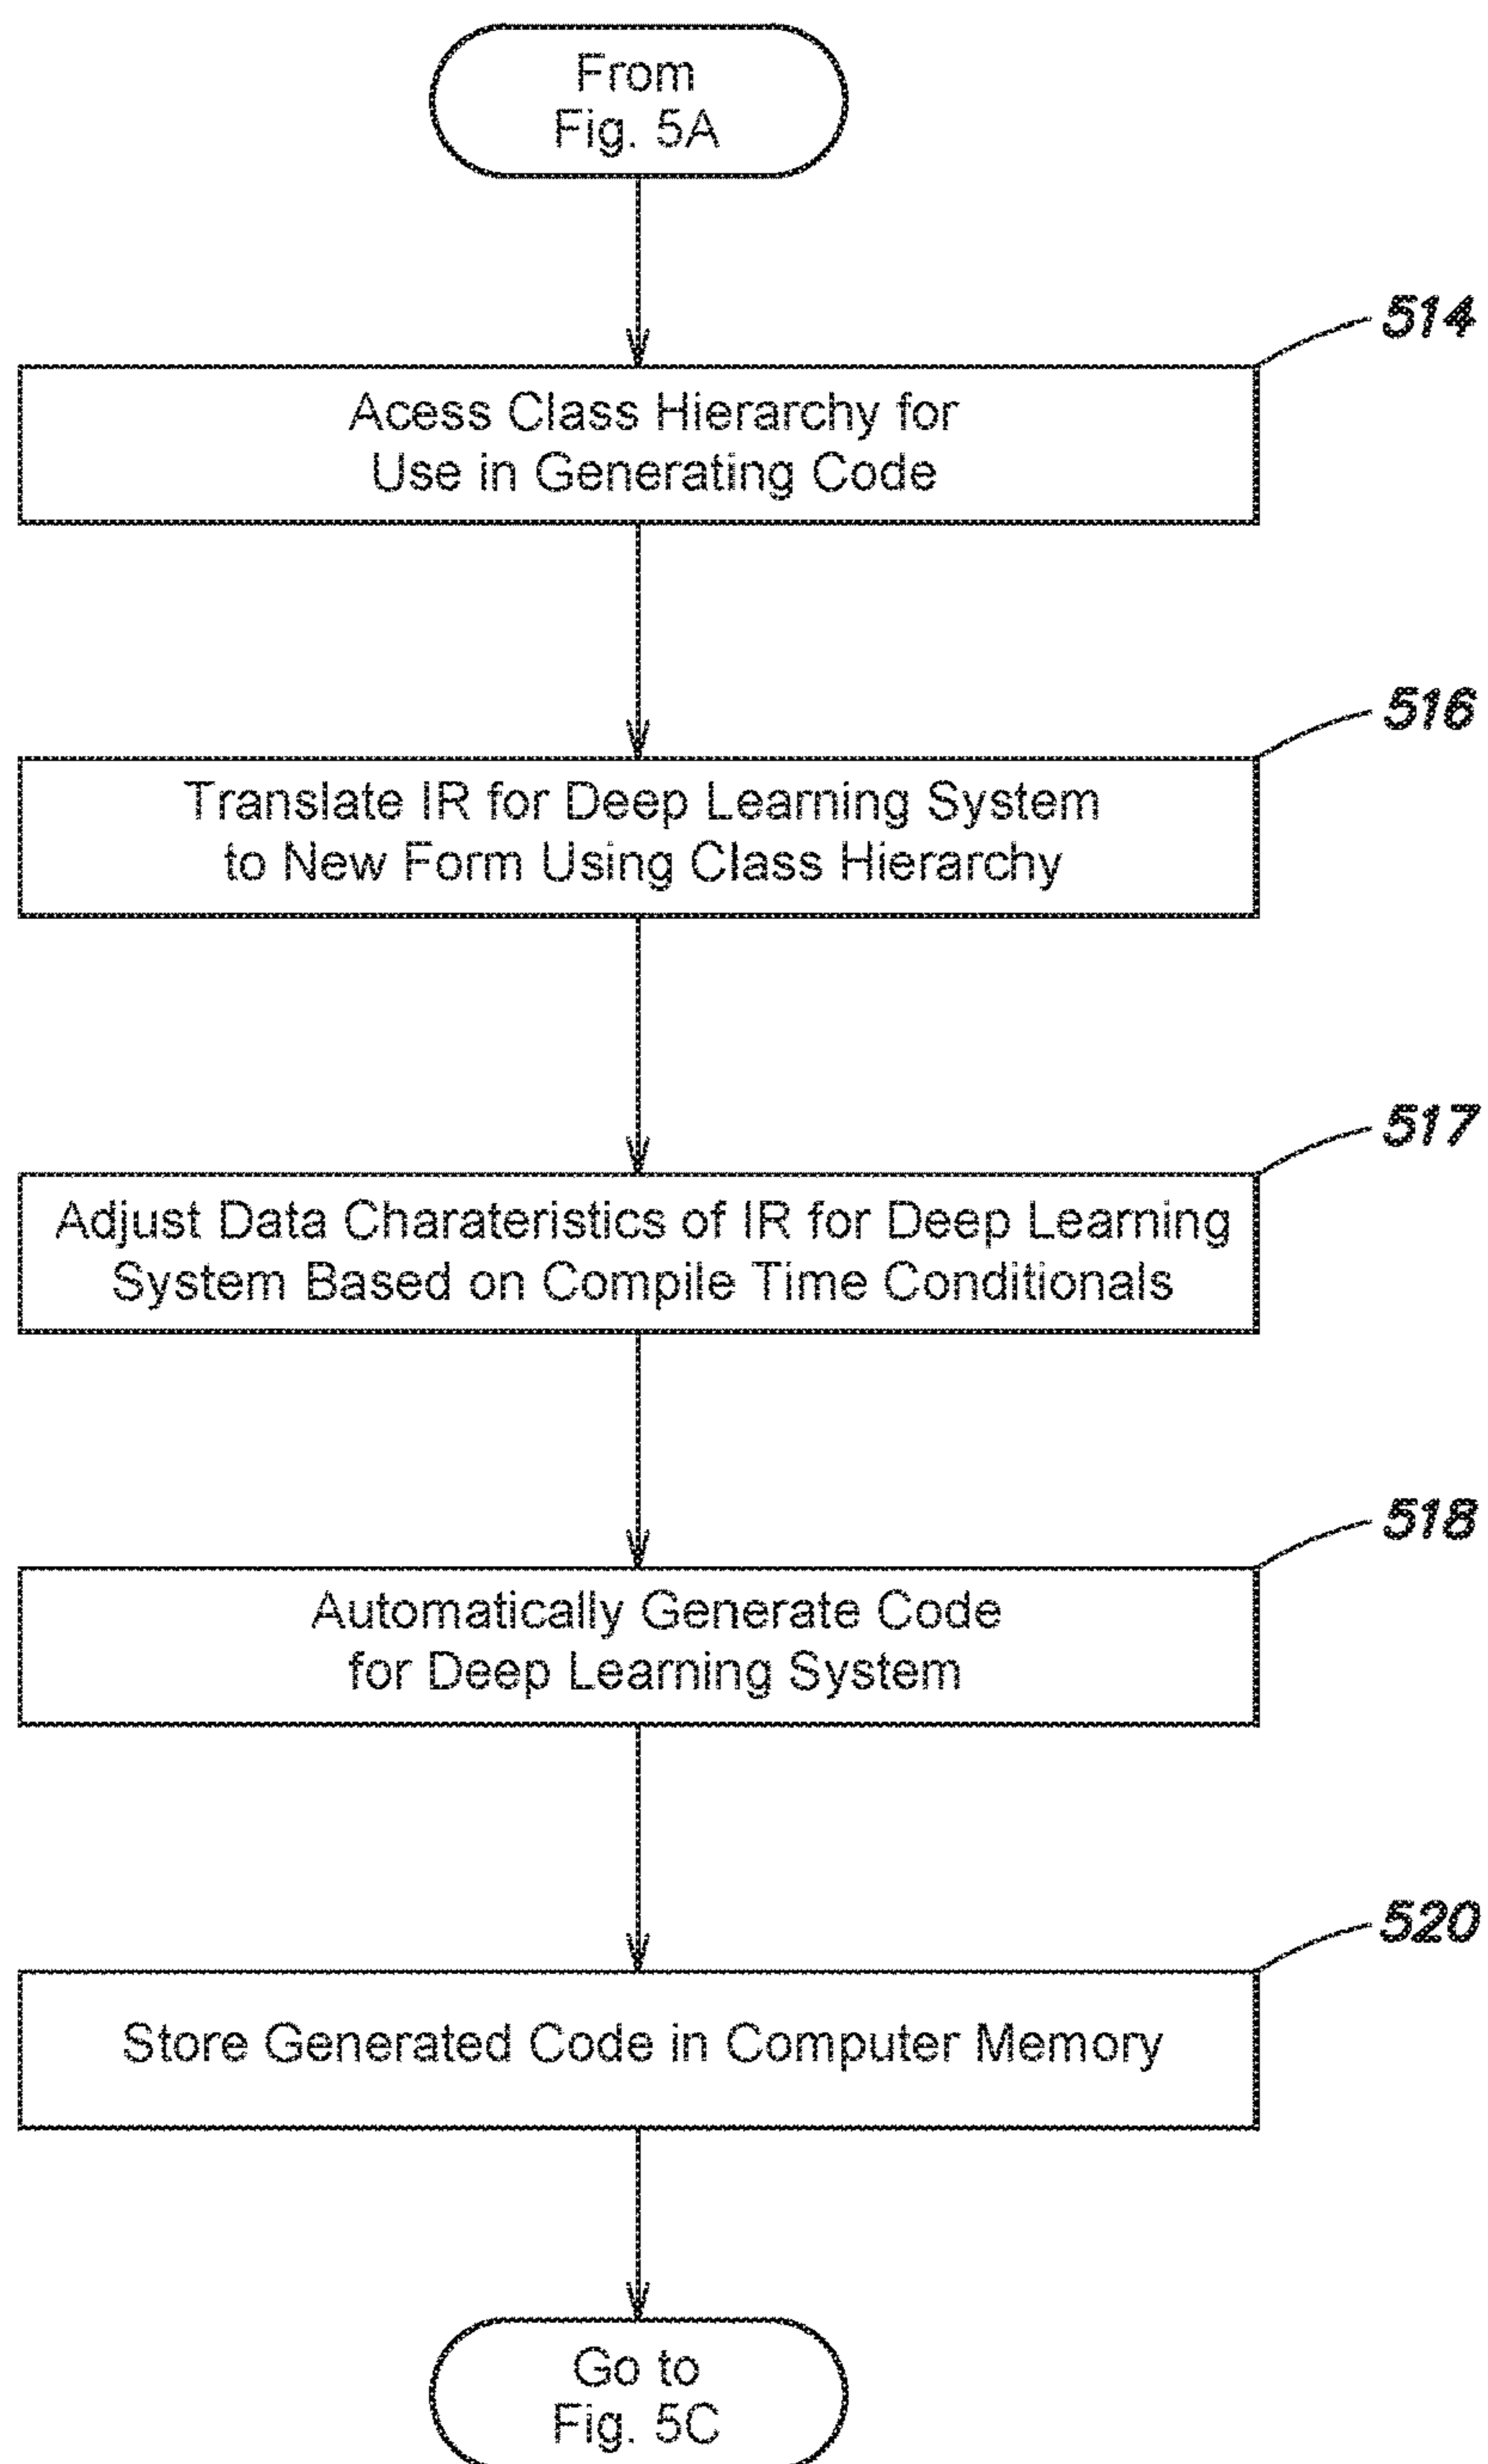 From
Fig. 5A
514
Acess Class Hierarchy for
Use in Generating Code
516
Translate IR for Deep Learning System
to New Form Using Class Hierarchy
517
Adjust Data Charateristics of IR for Deep Learning
System Based on Compile Time Conditionals
518
Automatically Generate Code
for Deep Learning System
520
Store Generated Code in Computer Memory
Go to
Fig. 5C